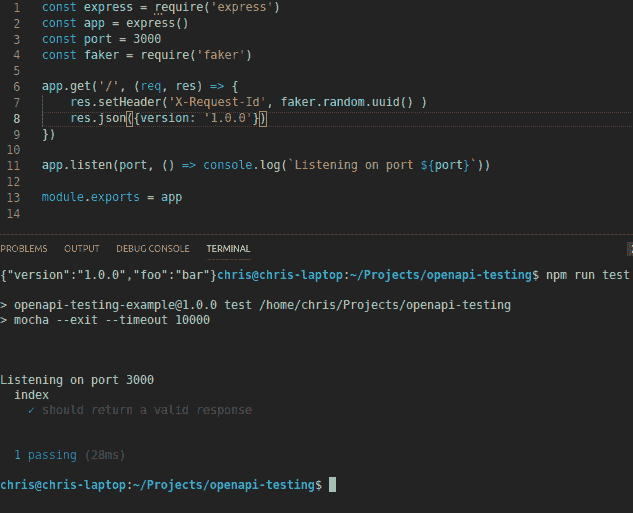 1 const express = require('express')
2 const app = express()
3 const port = 3000
4 const faker = require('faker')
5
6 app.get('/', (req, res) => {
7 res.setHeader('X-Request-Id', faker.random.uuid() )
8 res.json({version: '1.0.0'})
9 })
10
11 app.listen(port, () => console.log(`Listening on port ${port}`))
12
13 module.exports = app
14
PROBLEMS OUTPUT DEBUG CONSOLE TERMINAL
{"version":"1.0.0","foo":"bar"}chris@chris-laptop:~/Projects/openapi-testing$ npm run test
> openapi-testing-example@1.0.0 test /home/chris/Projects/openapi-testing
> mocha --exit --timeout 10000
Listening on port 3000
index
✓ should return a valid response
1 passing (28ms)
chris@chris-laptop:~/Projects/openapi-testing$